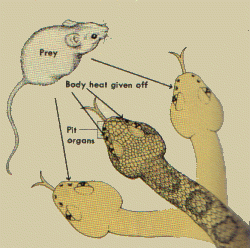 Prey
Body heat given off
Pit
organs